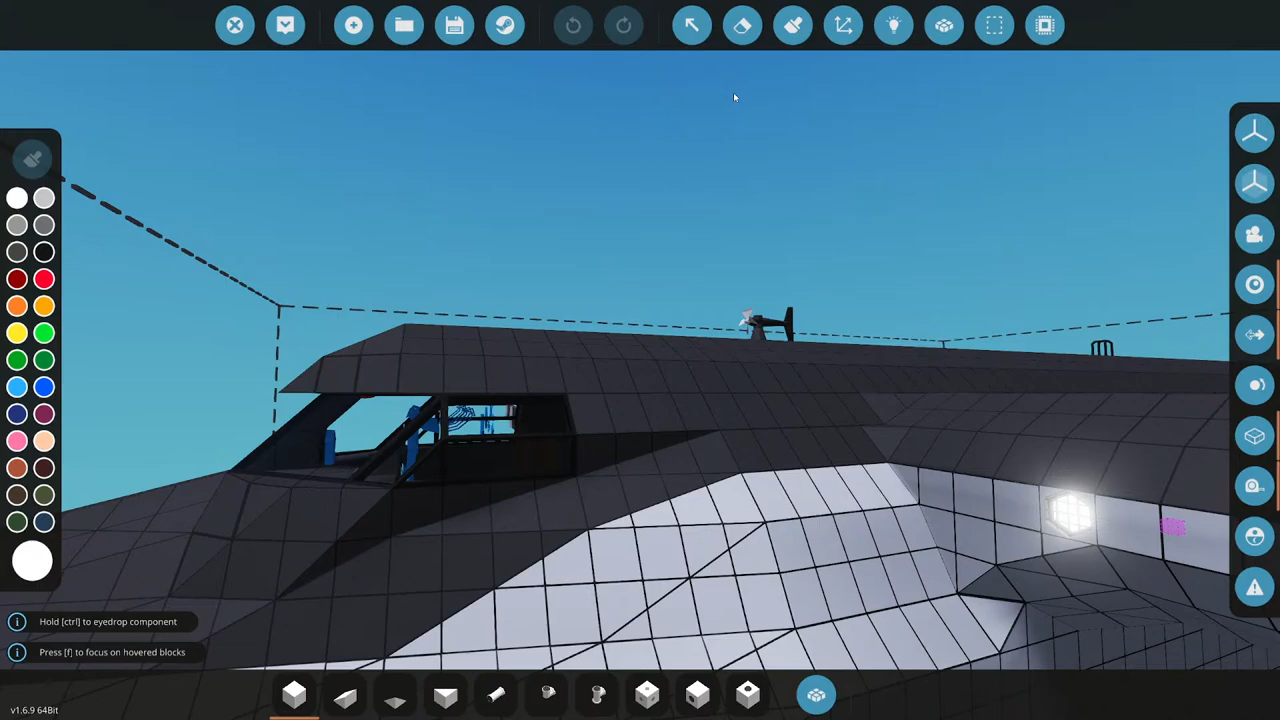 Hold [ctrl] to eyedrop component
Press [f] to focus on hovered blocks
v1.6.9 64Bit